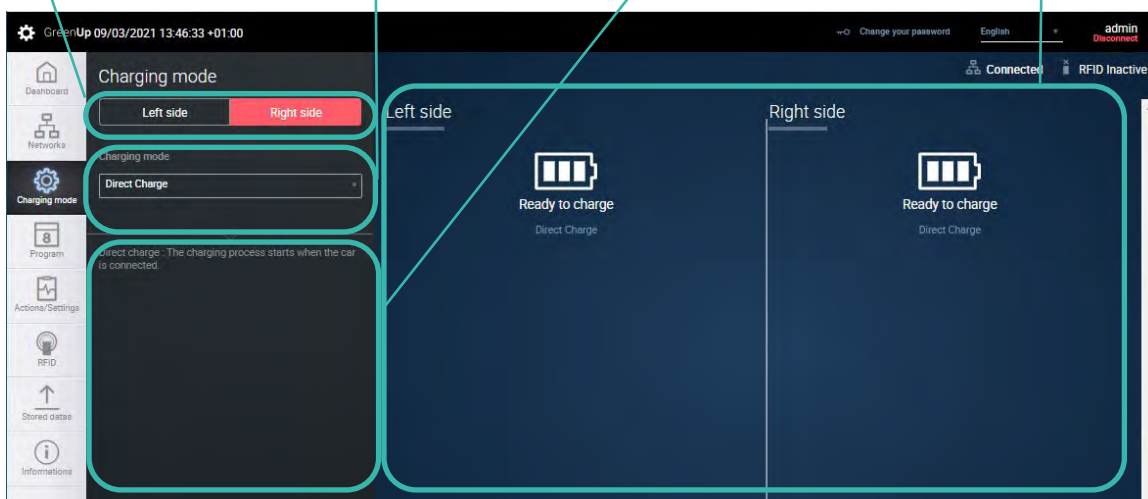 GreenUp 09/03/2021 13:46:33 +01:00
Change your password
English
admin
Disconnect
Connected
RFID Inactive
Dashboard
Networks
Charging mode
8
Program
Actions/Settings
RFID
Stored datas
Informations
Charging mode
Left side
Right side
Charging mode
Direct Charge
Direct charge : The charging process starts when the car
is connected.
Left side
Ready to charge
Direct Charge
Right side
Ready to charge
Direct Charge